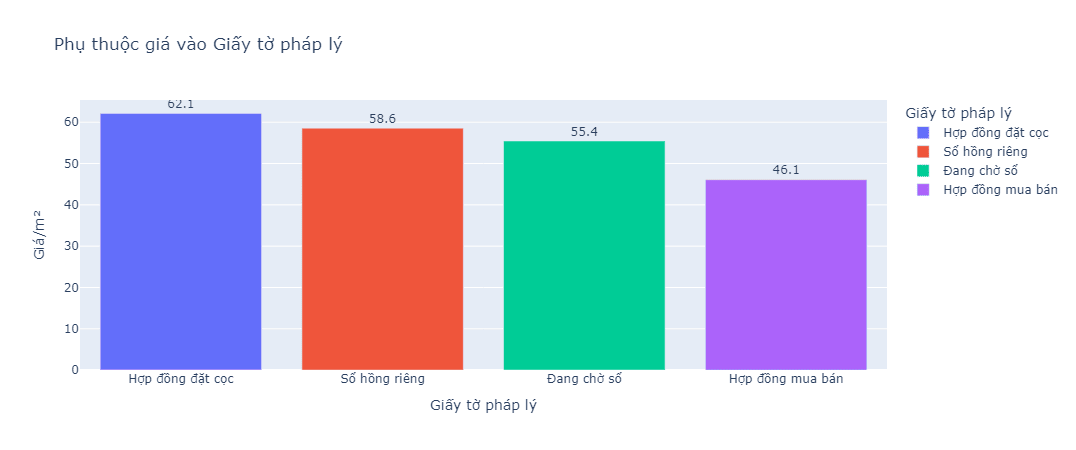 Phụ thuộc giá vào Giấy tờ pháp lý
62.1
58.6
55.4
46.1
60
50
40
30
20
10
0
Giá/m²
Hợp đồng đặt cọc
Sổ hồng riêng
Đang chờ sổ
Hợp đồng mua bán
Giấy tờ pháp lý
Giấy tờ pháp lý
Hợp đồng đặt cọc
Sổ hồng riêng
Đang chờ sổ
Hợp đồng mua bán